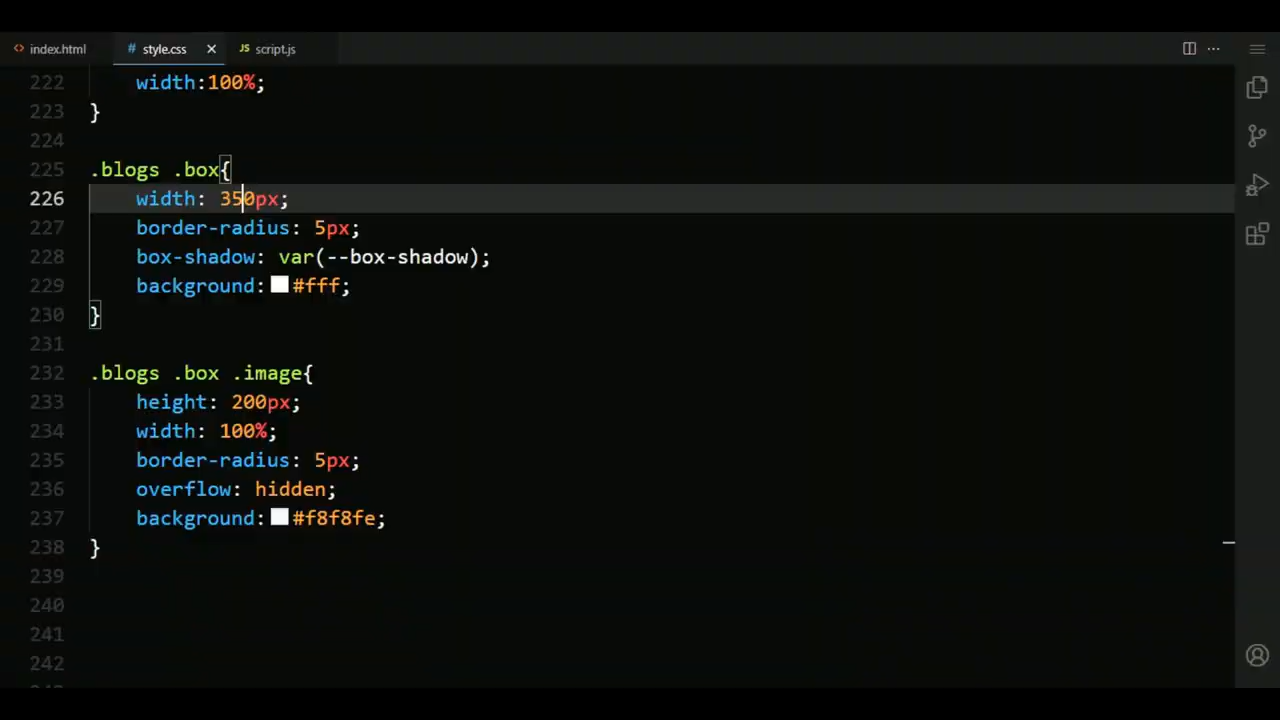 <> index.html # style.css × JS script.js ...
222 width:100%;
223 }
224
225 .blogs .box{
226 width: 350px;
227 border-radius: 5px;
228 box-shadow: var(--box-shadow);
229 background: #fff;
230 }
231
232 .blogs .box .image{
233 height: 200px;
234 width: 100%;
235 border-radius: 5px;
236 overflow: hidden;
237 background: #f8f8fe;
238 }
239
240
241
242